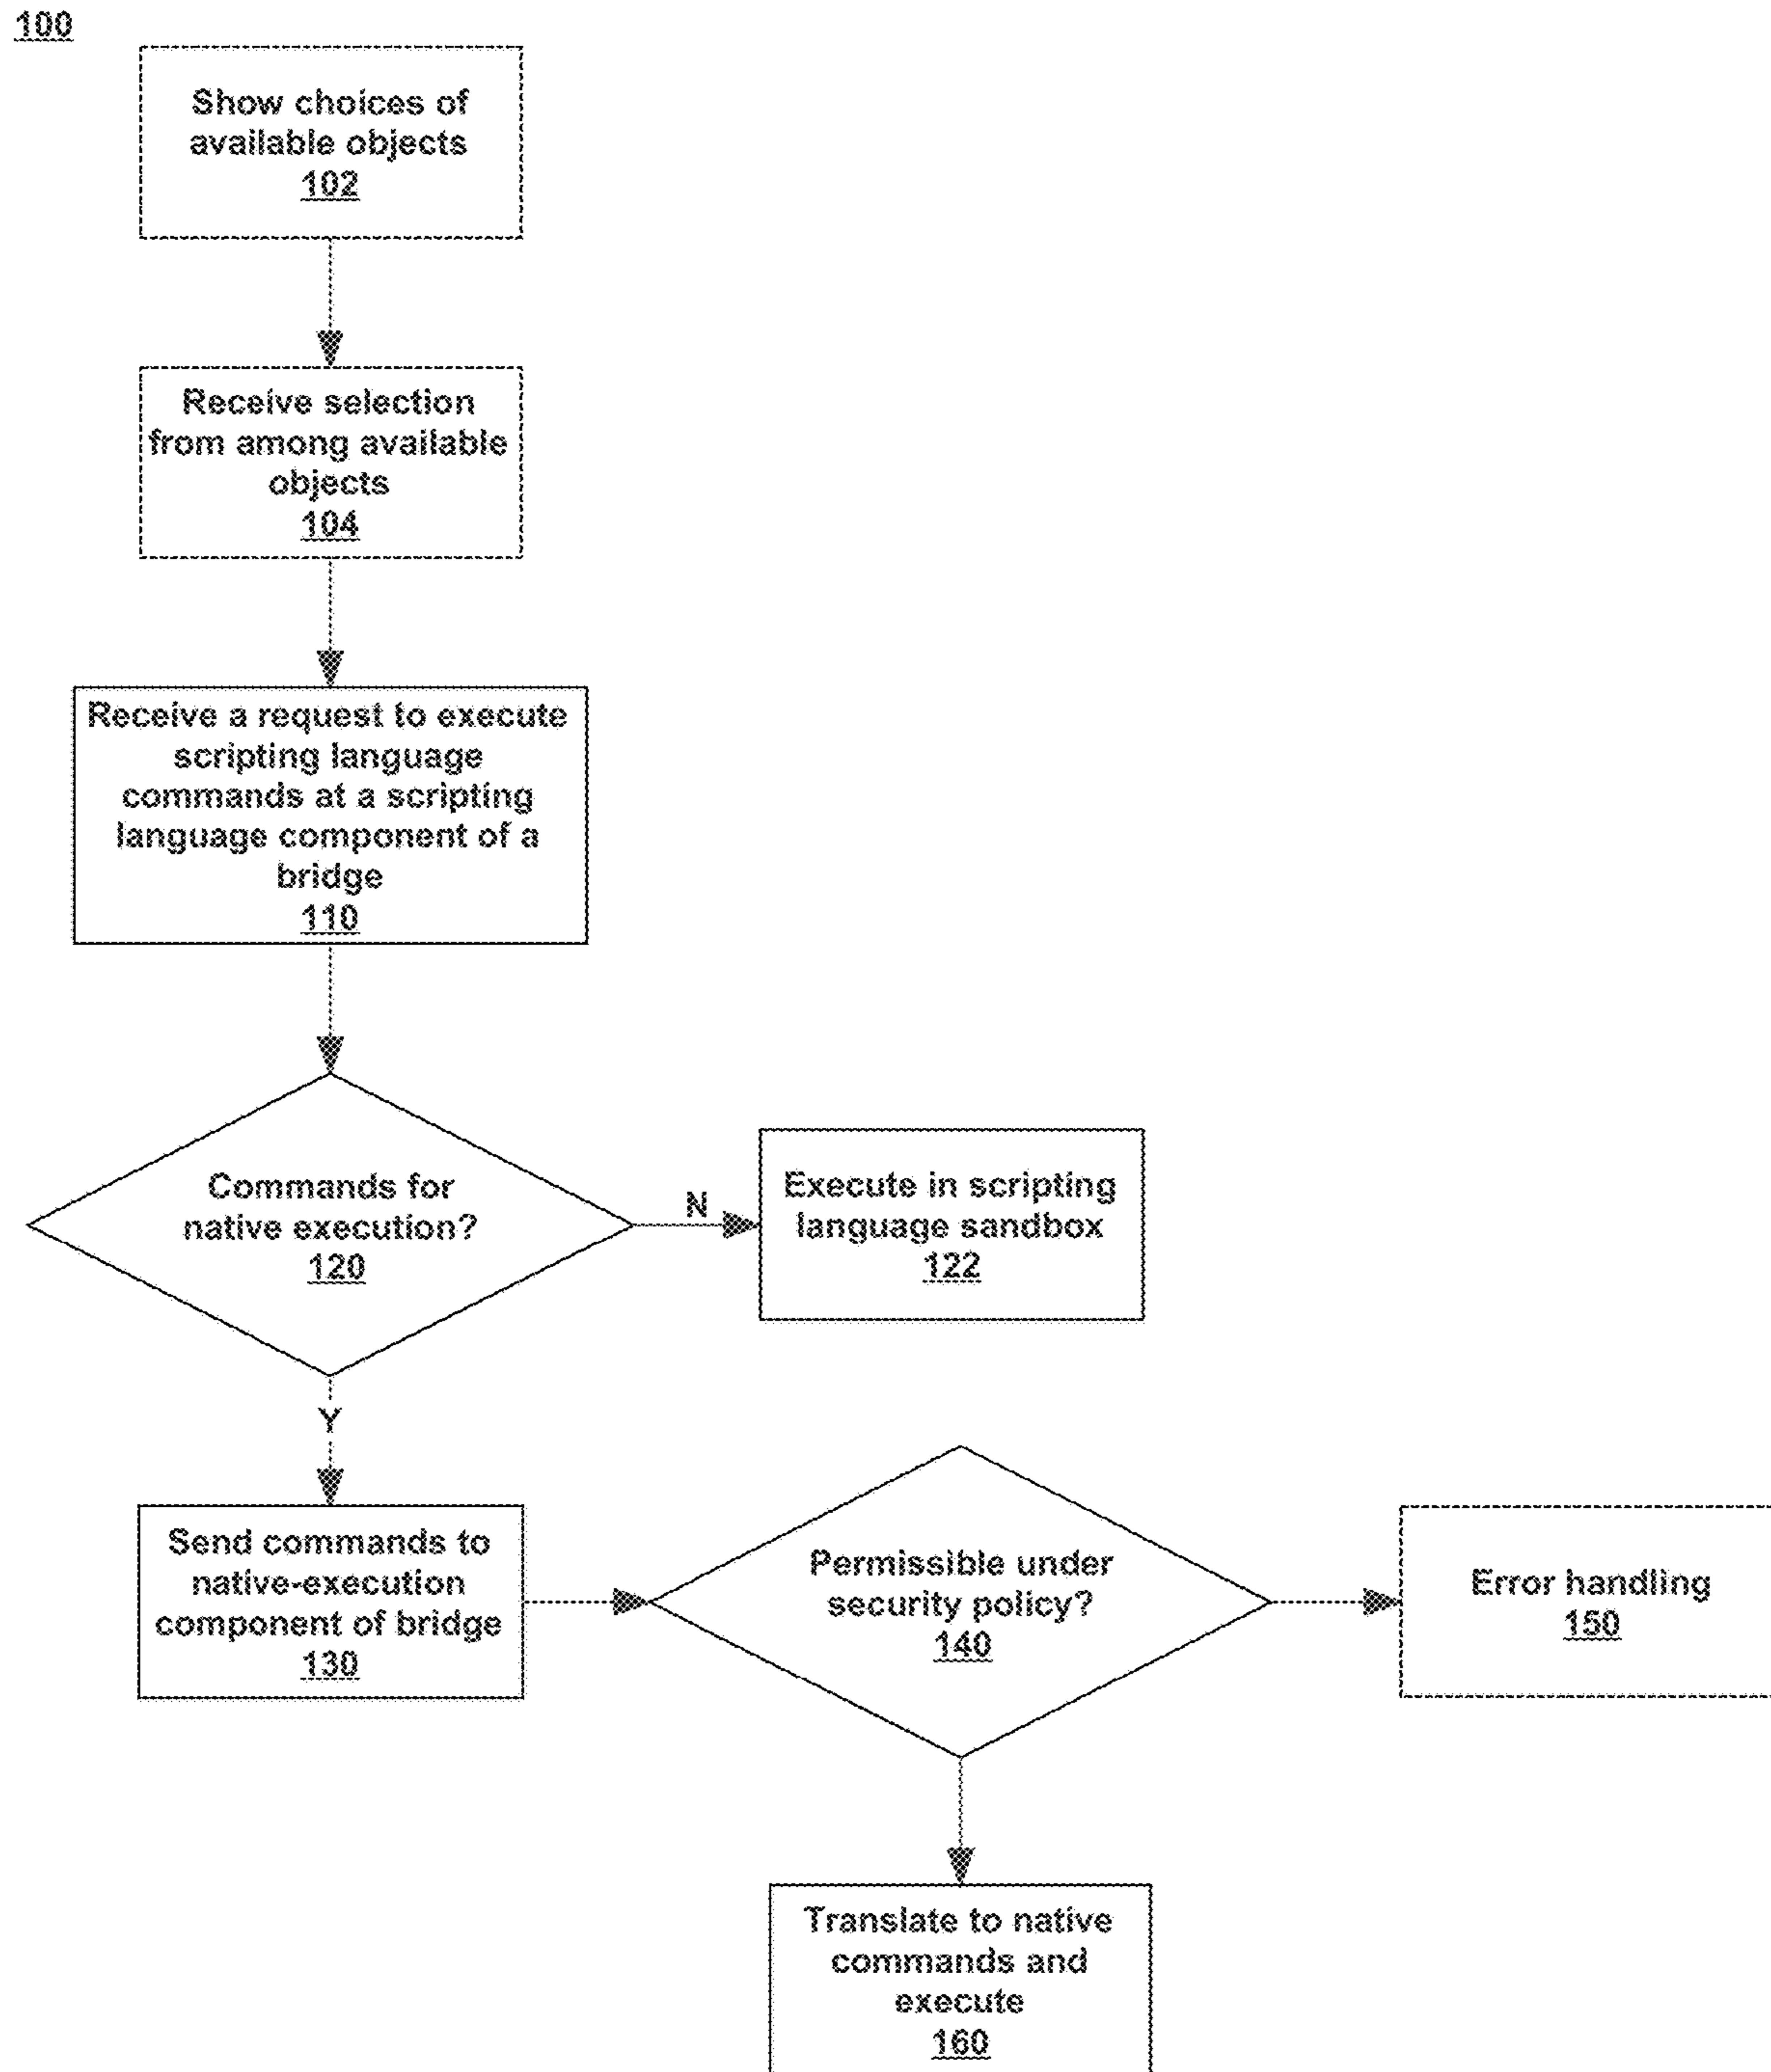 100
Show choices of
available objects
102
Receive selection
from among available
objects
104
Receive a request to execute
scripting language
commands at a scripting
language component of a
bridge
110
Commands for
native execution?
120
N
Execute in scripting
language sandbox
122
Y
Send commands to
native-execution
component of bridge
130
Permissible under
security policy?
140
Error handling
150
Translate to native
commands and
execute
160